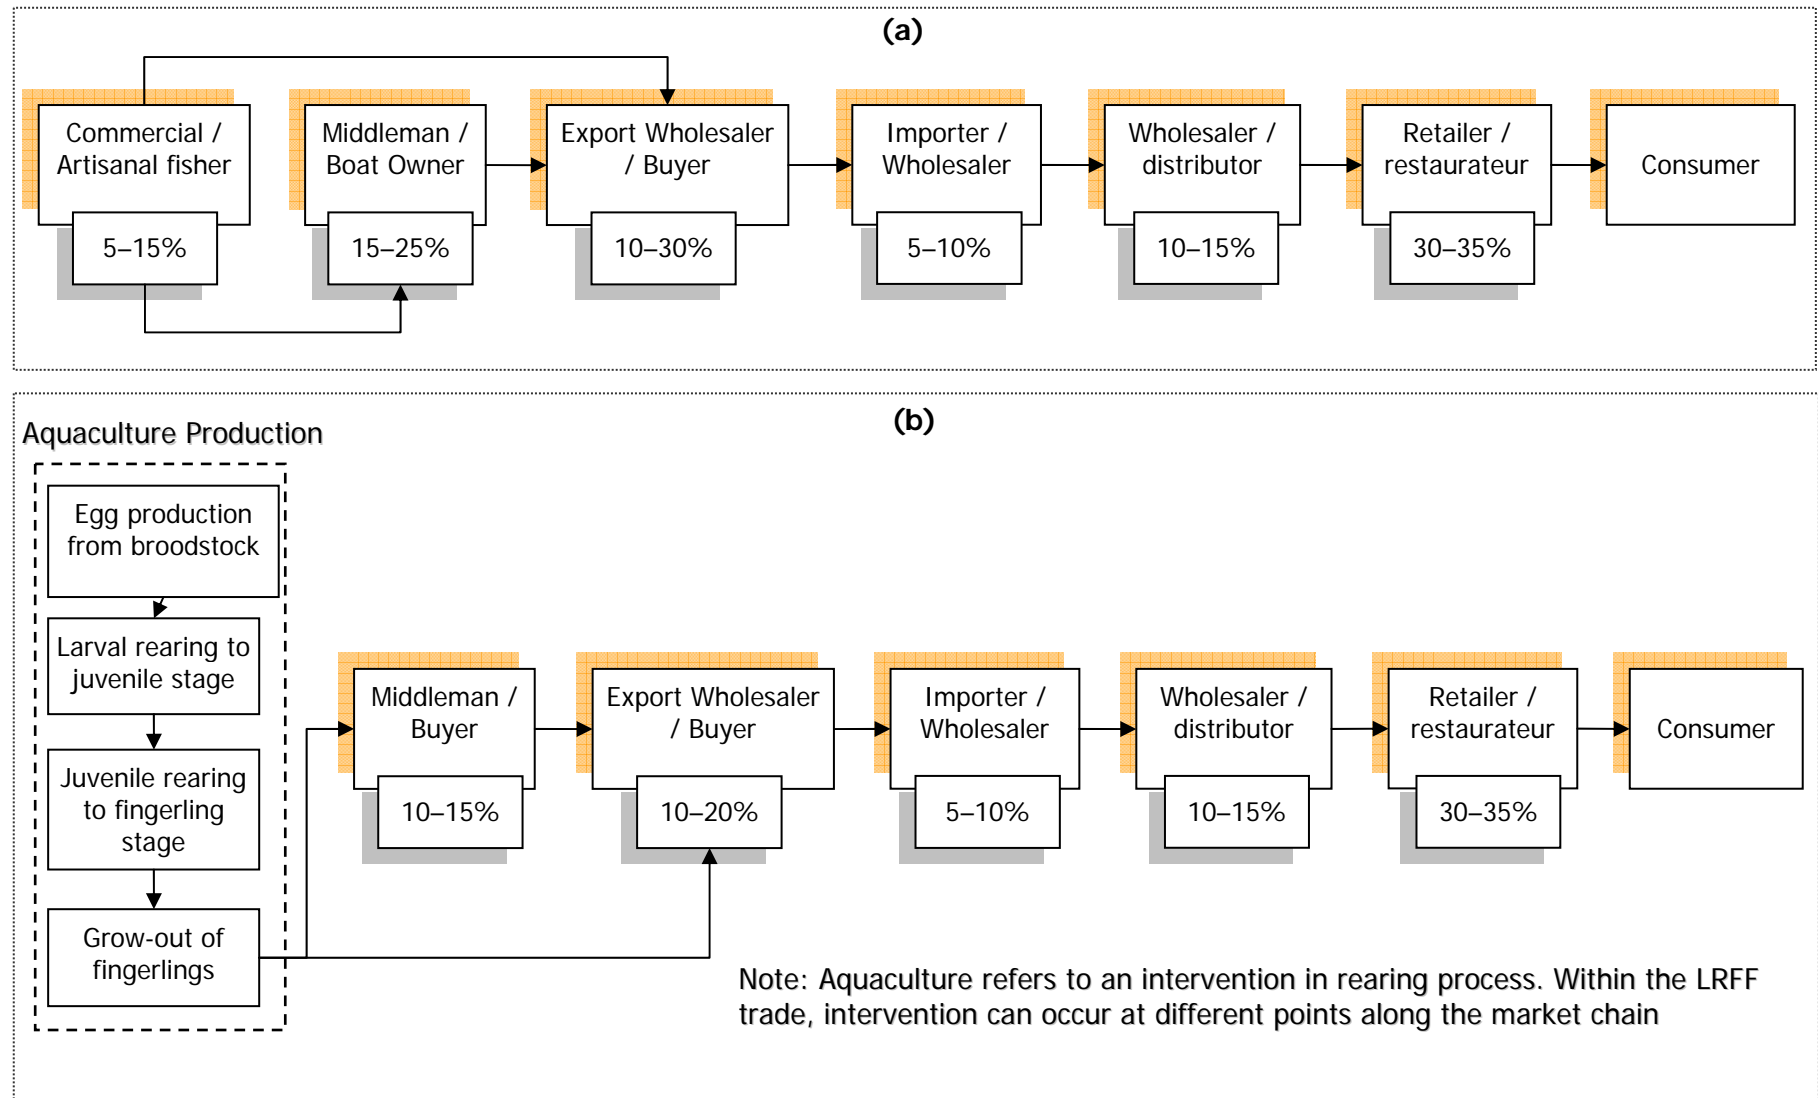 (a)
Commercial /
Artisanal fisher
5–15%
Middleman /
Boat Owner
15–25%
Export Wholesaler
/ Buyer
10–30%
Importer /
Wholesaler
5–10%
Wholesaler /
distributor
10–15%
Retailer /
restaurateur
30–35%
Consumer
(b)
Aquaculture Production
Egg production
from broodstock
Larval rearing to
juvenile stage
Juvenile rearing
to fingerling
stage
Grow-out of
fingerlings
Middleman /
Buyer
10–15%
Export Wholesaler
/ Buyer
10–20%
Importer /
Wholesaler
5–10%
Wholesaler /
distributor
10–15%
Retailer /
restaurateur
30–35%
Consumer
Note: Aquaculture refers to an intervention in rearing process. Within the LRFF
trade, intervention can occur at different points along the market chain